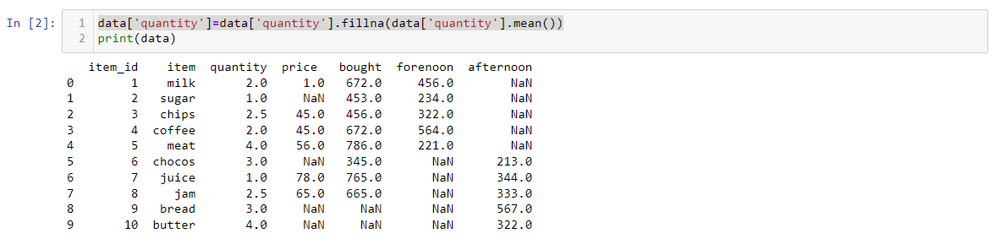 In [2]:
1 data['quantity']=data['quantity'].fillna(data['quantity'].mean())
2 print(data)
item_id item quantity price bought forenoon afternoon
0 1 milk 2.0 1.0 672.0 456.0 NaN
1 2 sugar 1.0 NaN 453.0 234.0 NaN
2 3 chips 2.5 45.0 456.0 322.0 NaN
3 4 coffee 2.0 45.0 672.0 564.0 NaN
4 5 meat 4.0 56.0 786.0 221.0 NaN
5 6 chocos 3.0 NaN 345.0 NaN 213.0
6 7 juice 1.0 78.0 765.0 NaN 344.0
7 8 jam 2.5 65.0 665.0 NaN 333.0
8 9 bread 3.0 NaN NaN NaN 567.0
9 10 butter 4.0 NaN NaN NaN 322.0